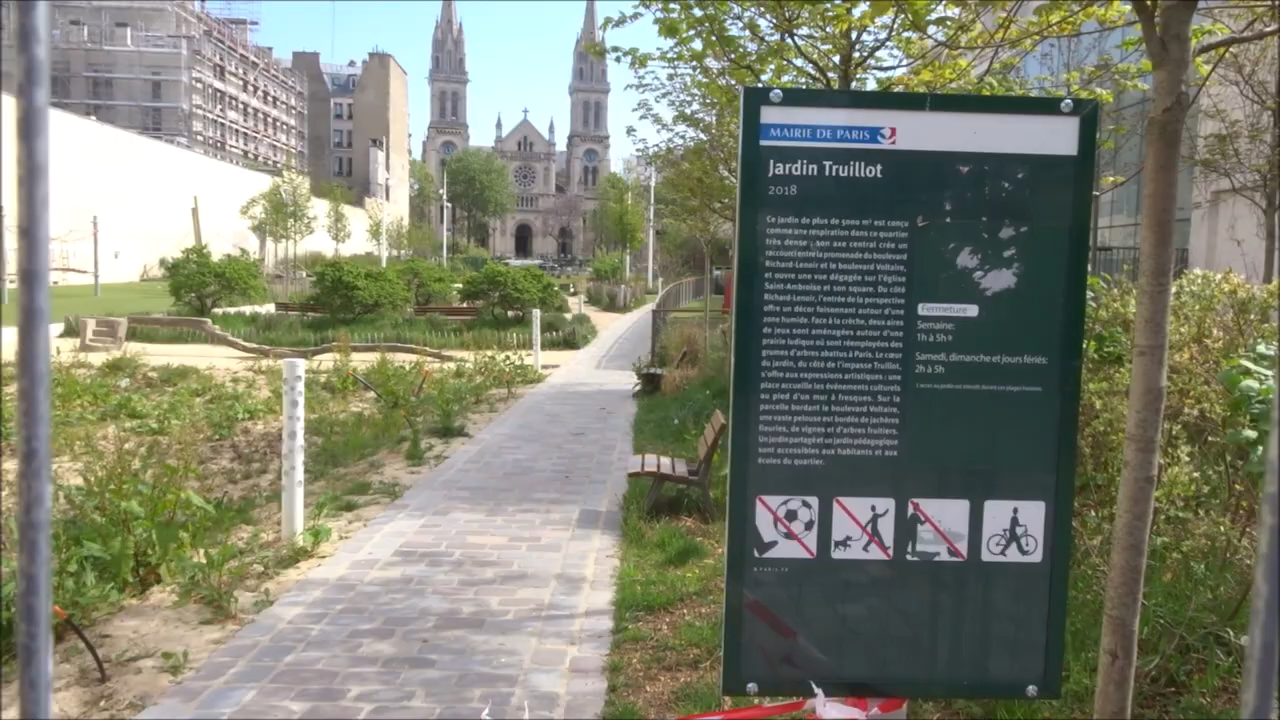 MAIRIE DE PARIS
Jardin Truillot
2018
Ce jardin de plus de 5000 m² est conçu
comme une respiration dans ce quartier
très dense ; son axe central crée un
raccourci entre la promenade du boulevard
Richard-Lenoir et le boulevard Voltaire,
et ouvre une vue dégagée sur l'église
Saint-Ambroise et son square. Du côté
Richard-Lenoir, l'entrée de la perspective
offre un décor foisonnant autour d'une
zone humide. Face à la crèche, deux aires
de jeux sont aménagées autour d'une
prairie ludique où sont réemployées des
grumes d'arbres abattus à Paris. Le cœur
du jardin, du côté de l'impasse Truillot,
s'offre aux expressions artistiques : une
place accueille les événements culturels
au pied d'un mur à fresques. Sur la
parcelle bordant le boulevard Voltaire,
une vaste pelouse est bordée de jachères
fleuries, de vignes et d'arbres fruitiers.
Un jardin partagé et un jardin pédagogique
sont accessibles aux habitants et aux
écoles du quartier.
Fermeture
Semaine:
1h à 5h
Samedi, dimanche et jours fériés:
2h à 5h